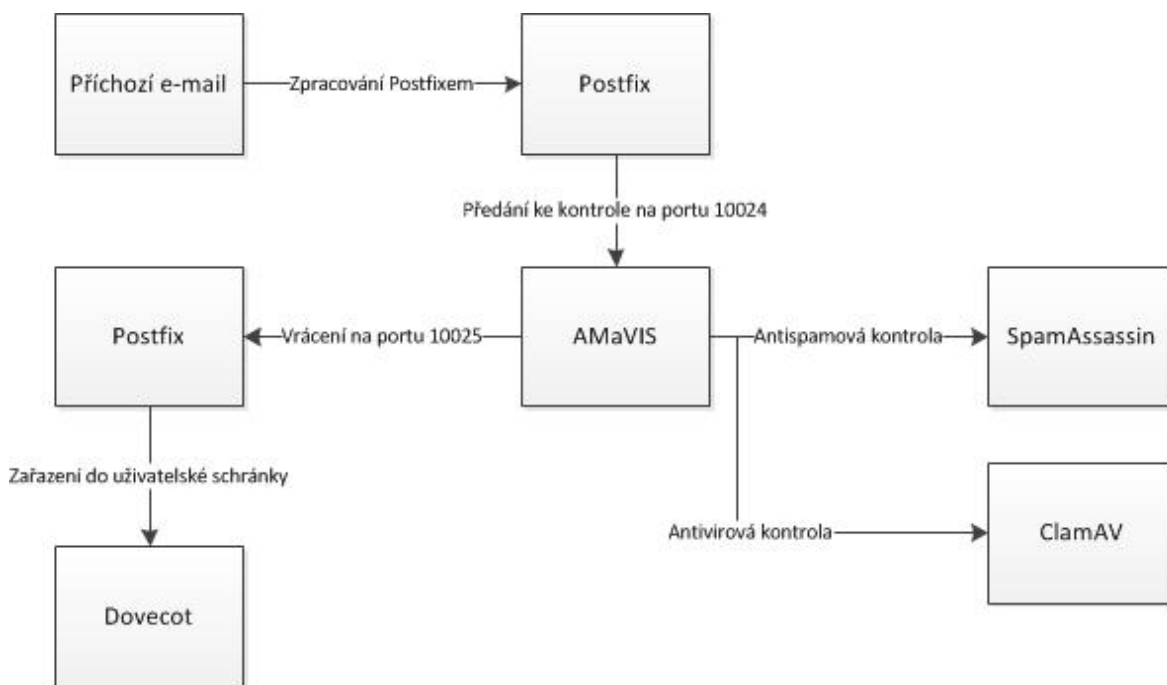 Příchozí e-mail
Zpracování Postfixem
Postfix
Předání ke kontrole na portu 10024
Postfix
Vrácení na portu 10025
AMaVIS
Antispamová kontrola
SpamAssassin
Zařazení do uživatelské schránky
Antivirová kontrola
ClamAV
Dovecot